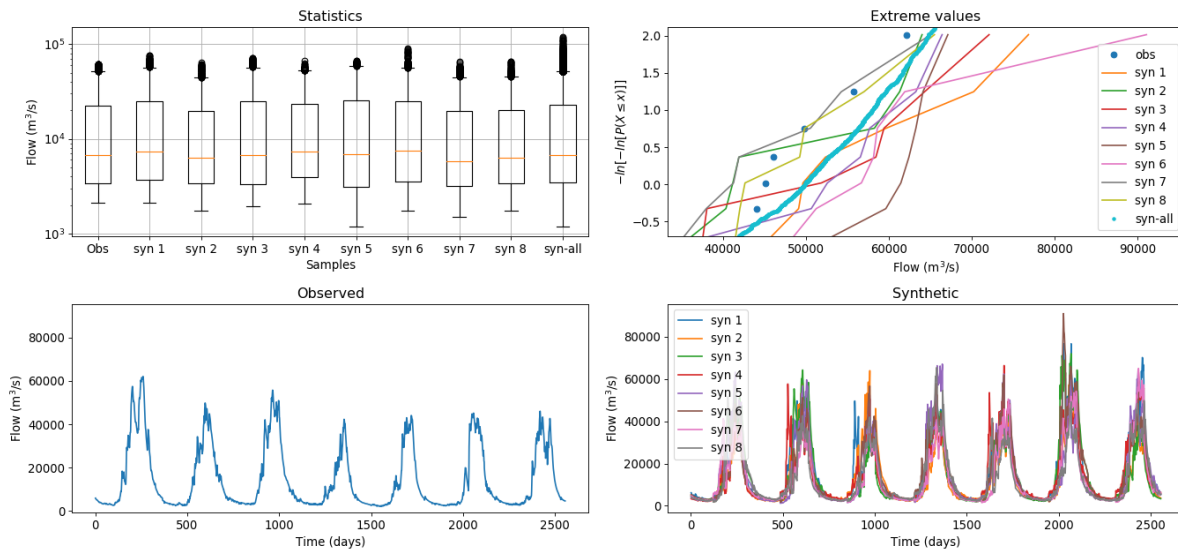 Statistics
10^5
10^4
10^3
Flow (m^3/s)
Obs syn 1 syn 2 syn 3 syn 4 syn 5 syn 6 syn 7 syn 8 syn-all
Samples
Extreme values
2.0
1.5
1.0
0.5
0.0
−0.5
−ln[−ln[P(X ≤ x)]]
40000 50000 60000 70000 80000 90000
Flow (m^3/s)
obs
syn 1
syn 2
syn 3
syn 4
syn 5
syn 6
syn 7
syn 8
syn-all
Observed
80000
60000
40000
20000
0
Flow (m^3/s)
0 500 1000 1500 2000 2500
Time (days)
Synthetic
80000
60000
40000
20000
0
Flow (m^3/s)
0 500 1000 1500 2000 2500
Time (days)
syn 1
syn 2
syn 3
syn 4
syn 5
syn 6
syn 7
syn 8